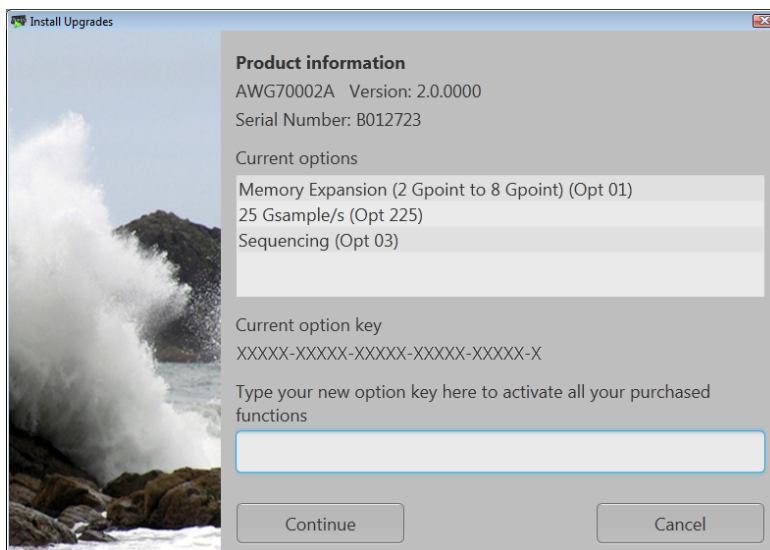 Install Upgrades
Product information
AWG70002A Version: 2.0.0000
Serial Number: B012723
Current options
Memory Expansion (2 Gpoint to 8 Gpoint) (Opt 01)
25 Gsample/s (Opt 225)
Sequencing (Opt 03)
Current option key
XXXXX-XXXXX-XXXXX-XXXXX-XXXXX-X
Type your new option key here to activate all your purchased
functions
Continue
Cancel